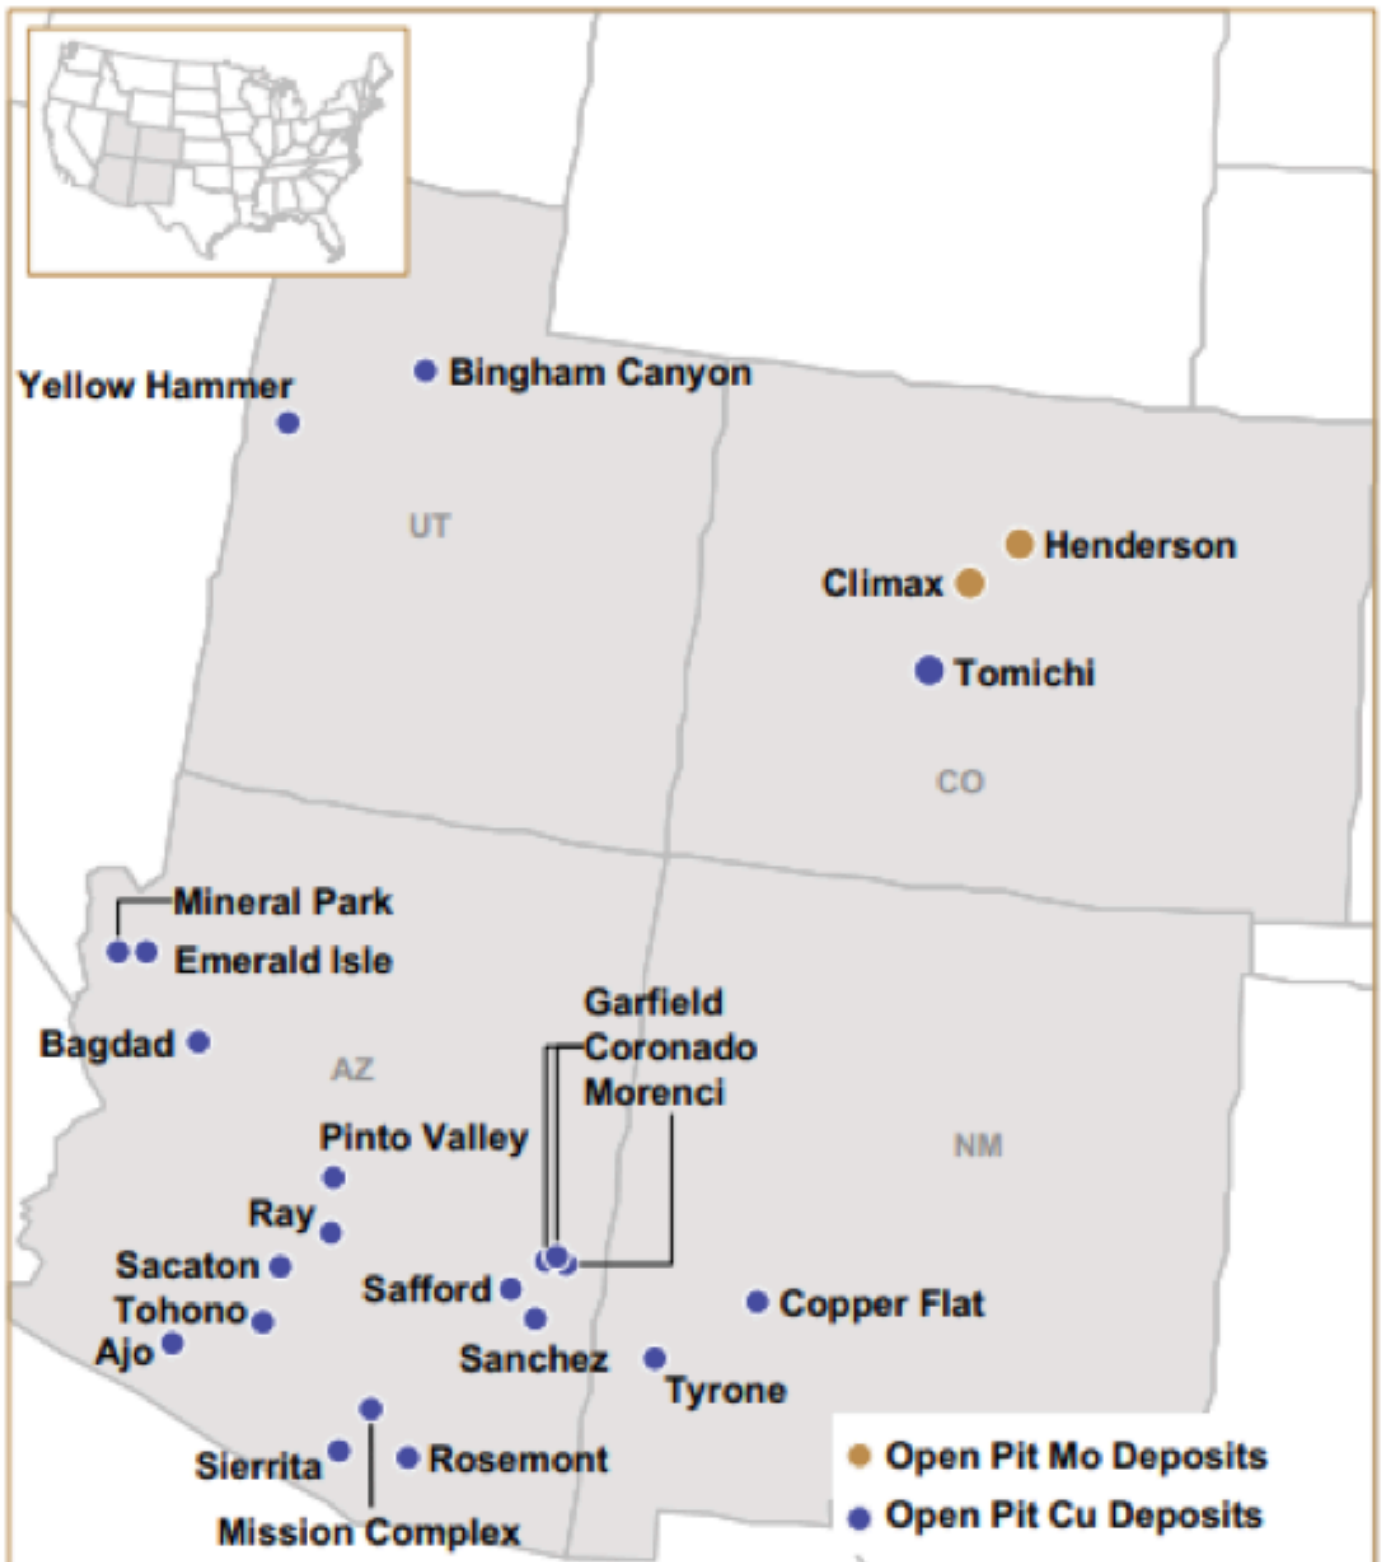 Yellow Hammer
Bingham Canyon
UT
Henderson
Climax
Tomichi
CO
Mineral Park
Emerald Isle
Bagdad
AZ
Garfield
Coronado
Morenci
NM
Pinto Valley
Ray
Sacaton
Safford
Copper Flat
Tohono
Ajo
Sanchez
Tyrone
Sierrita
Rosemont
Mission Complex
Open Pit Mo Deposits
Open Pit Cu Deposits